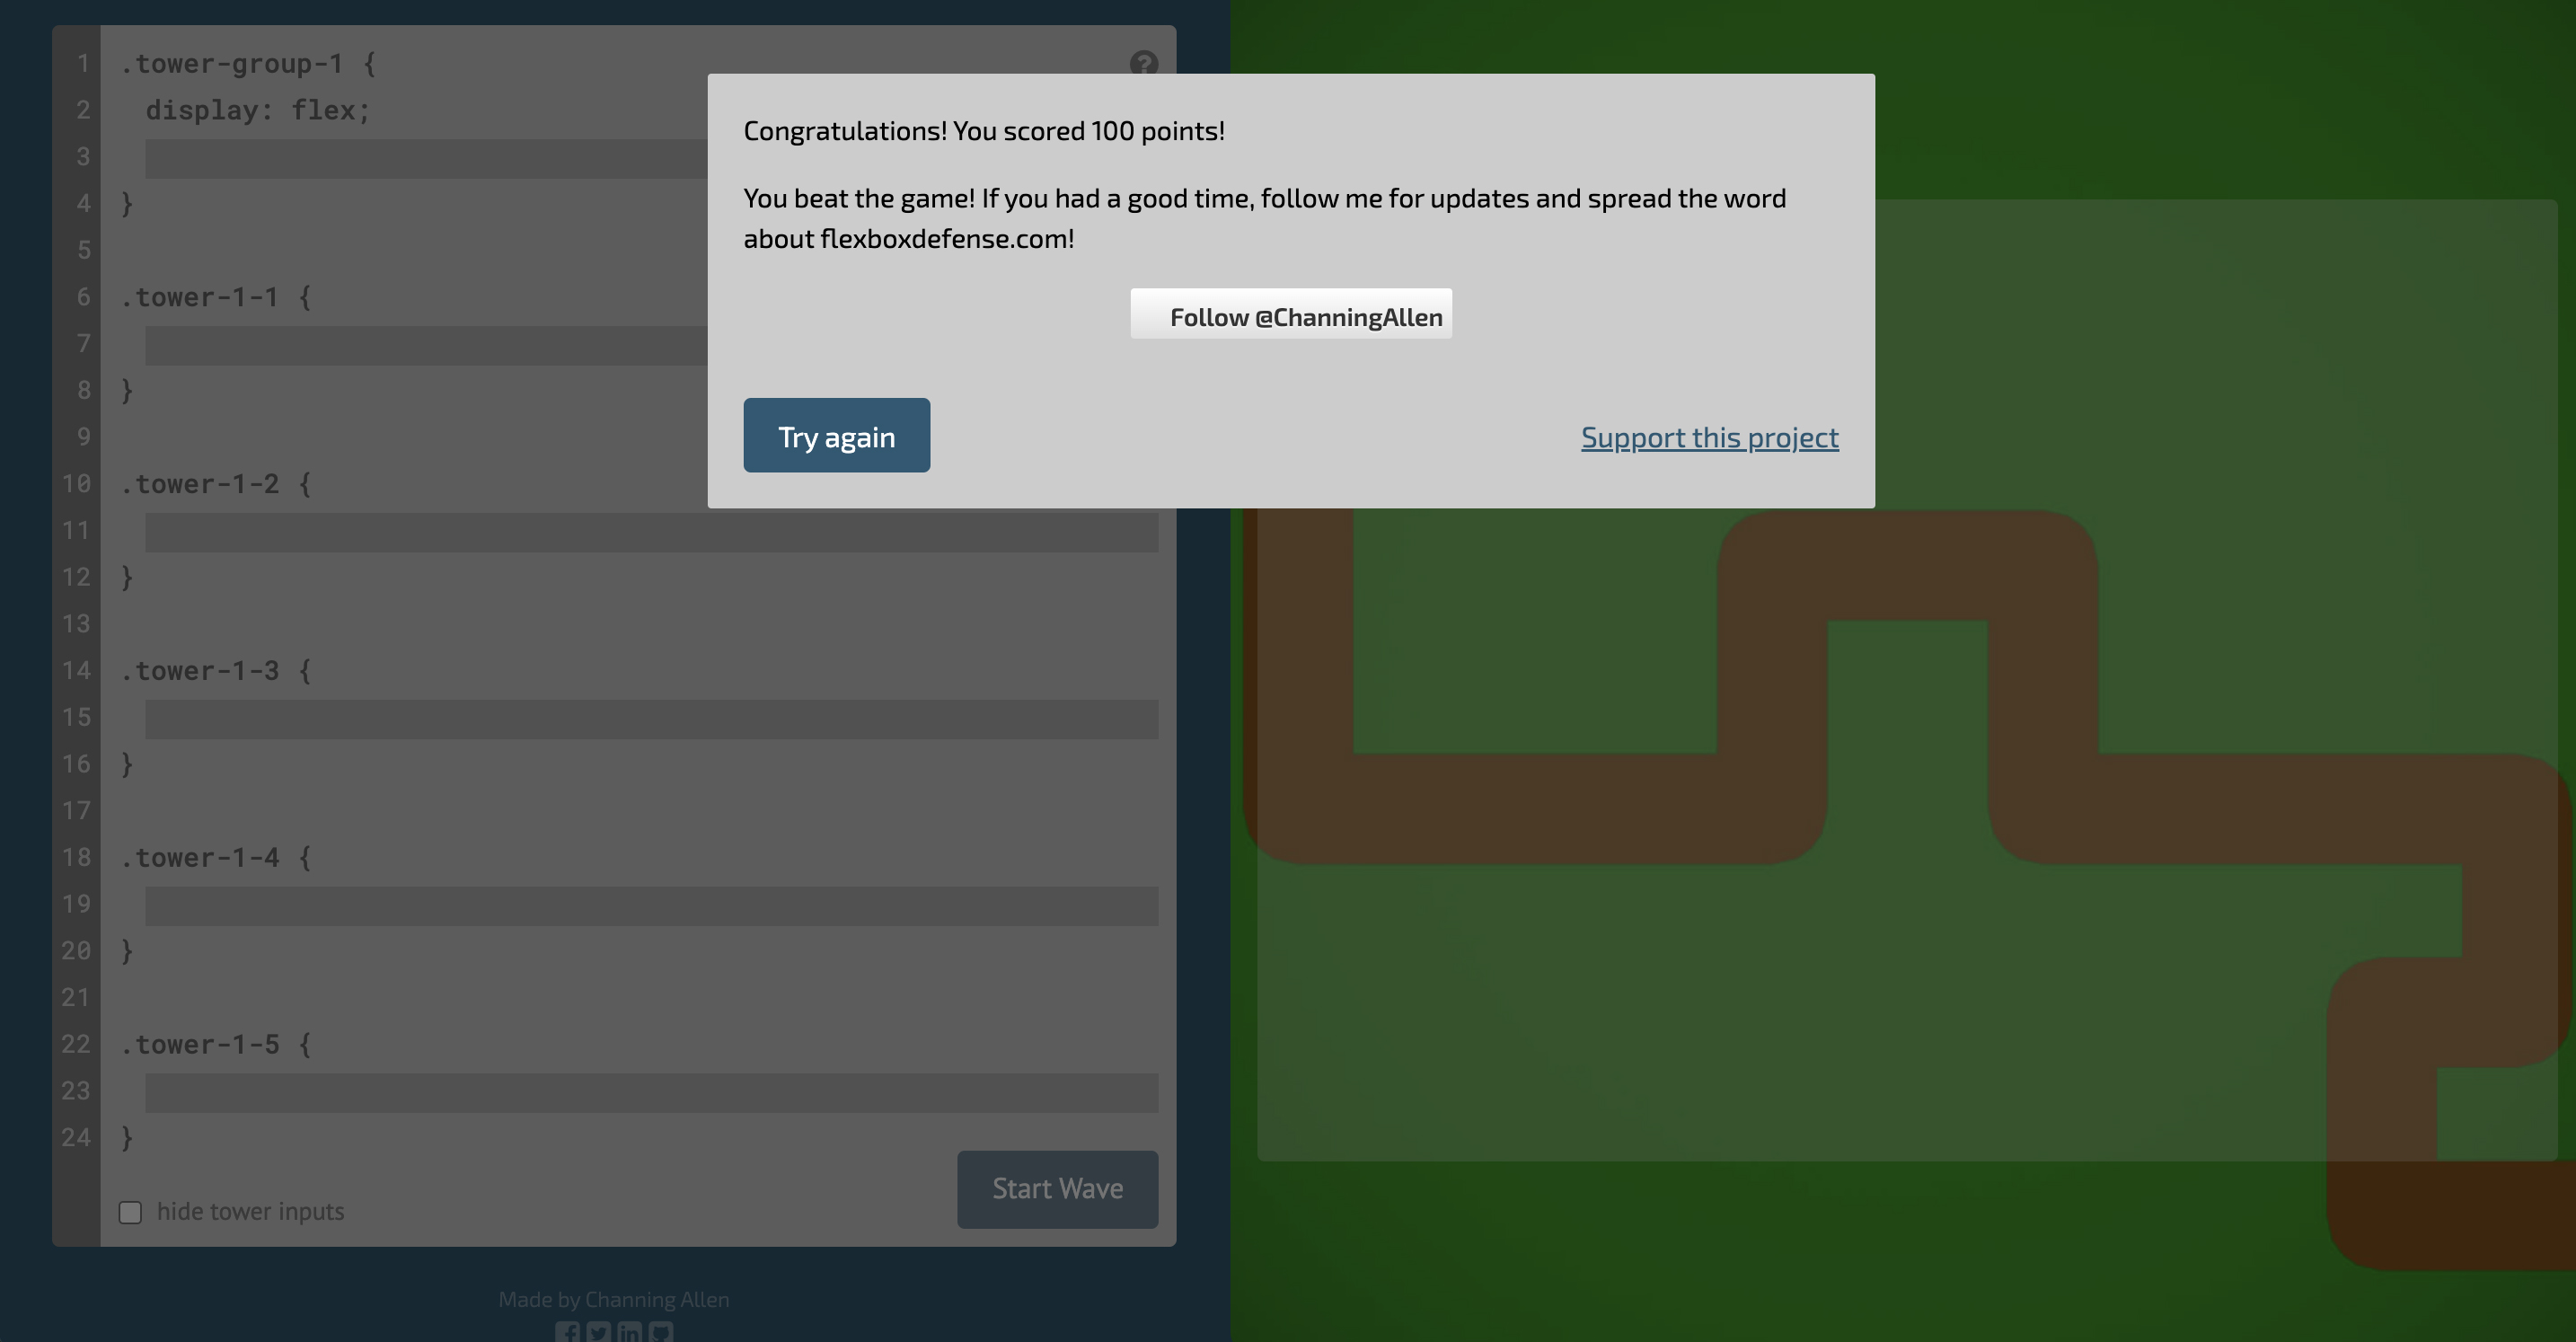 1 .tower-group-1 {
?
2 display: flex;
3
4 }
5
6 .tower-1-1 {
7
8 }
9
10 .tower-1-2 {
11
12 }
13
14 .tower-1-3 {
15
16 }
17
18 .tower-1-4 {
19
20 }
21
22 .tower-1-5 {
23
24 }
hide tower inputs
Start Wave
Made by Channing Allen
Congratulations! You scored 100 points!
You beat the game! If you had a good time, follow me for updates and spread the word
about flexboxdefense.com!
Follow @ChanningAllen
Try again
Support this project